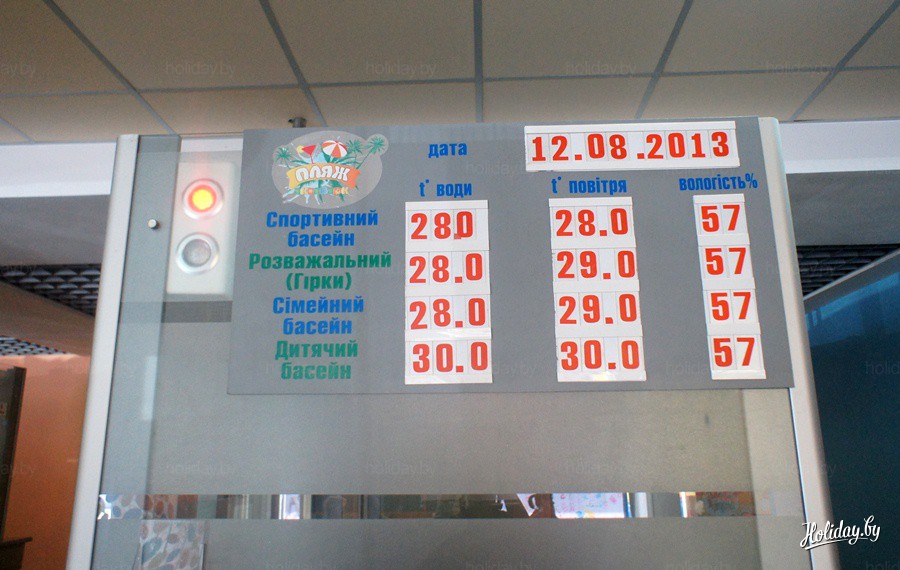 дата 12.08.2013
t° води t° повітря вологість%
ПЛЯЖ
Спортивний
басейн 28.0 28.0 57
Розважальний
(Гірки) 28.0 29.0 57
Сімейний
басейн 28.0 29.0 57
Дитячий
басейн 30.0 30.0 57
Holiday.by